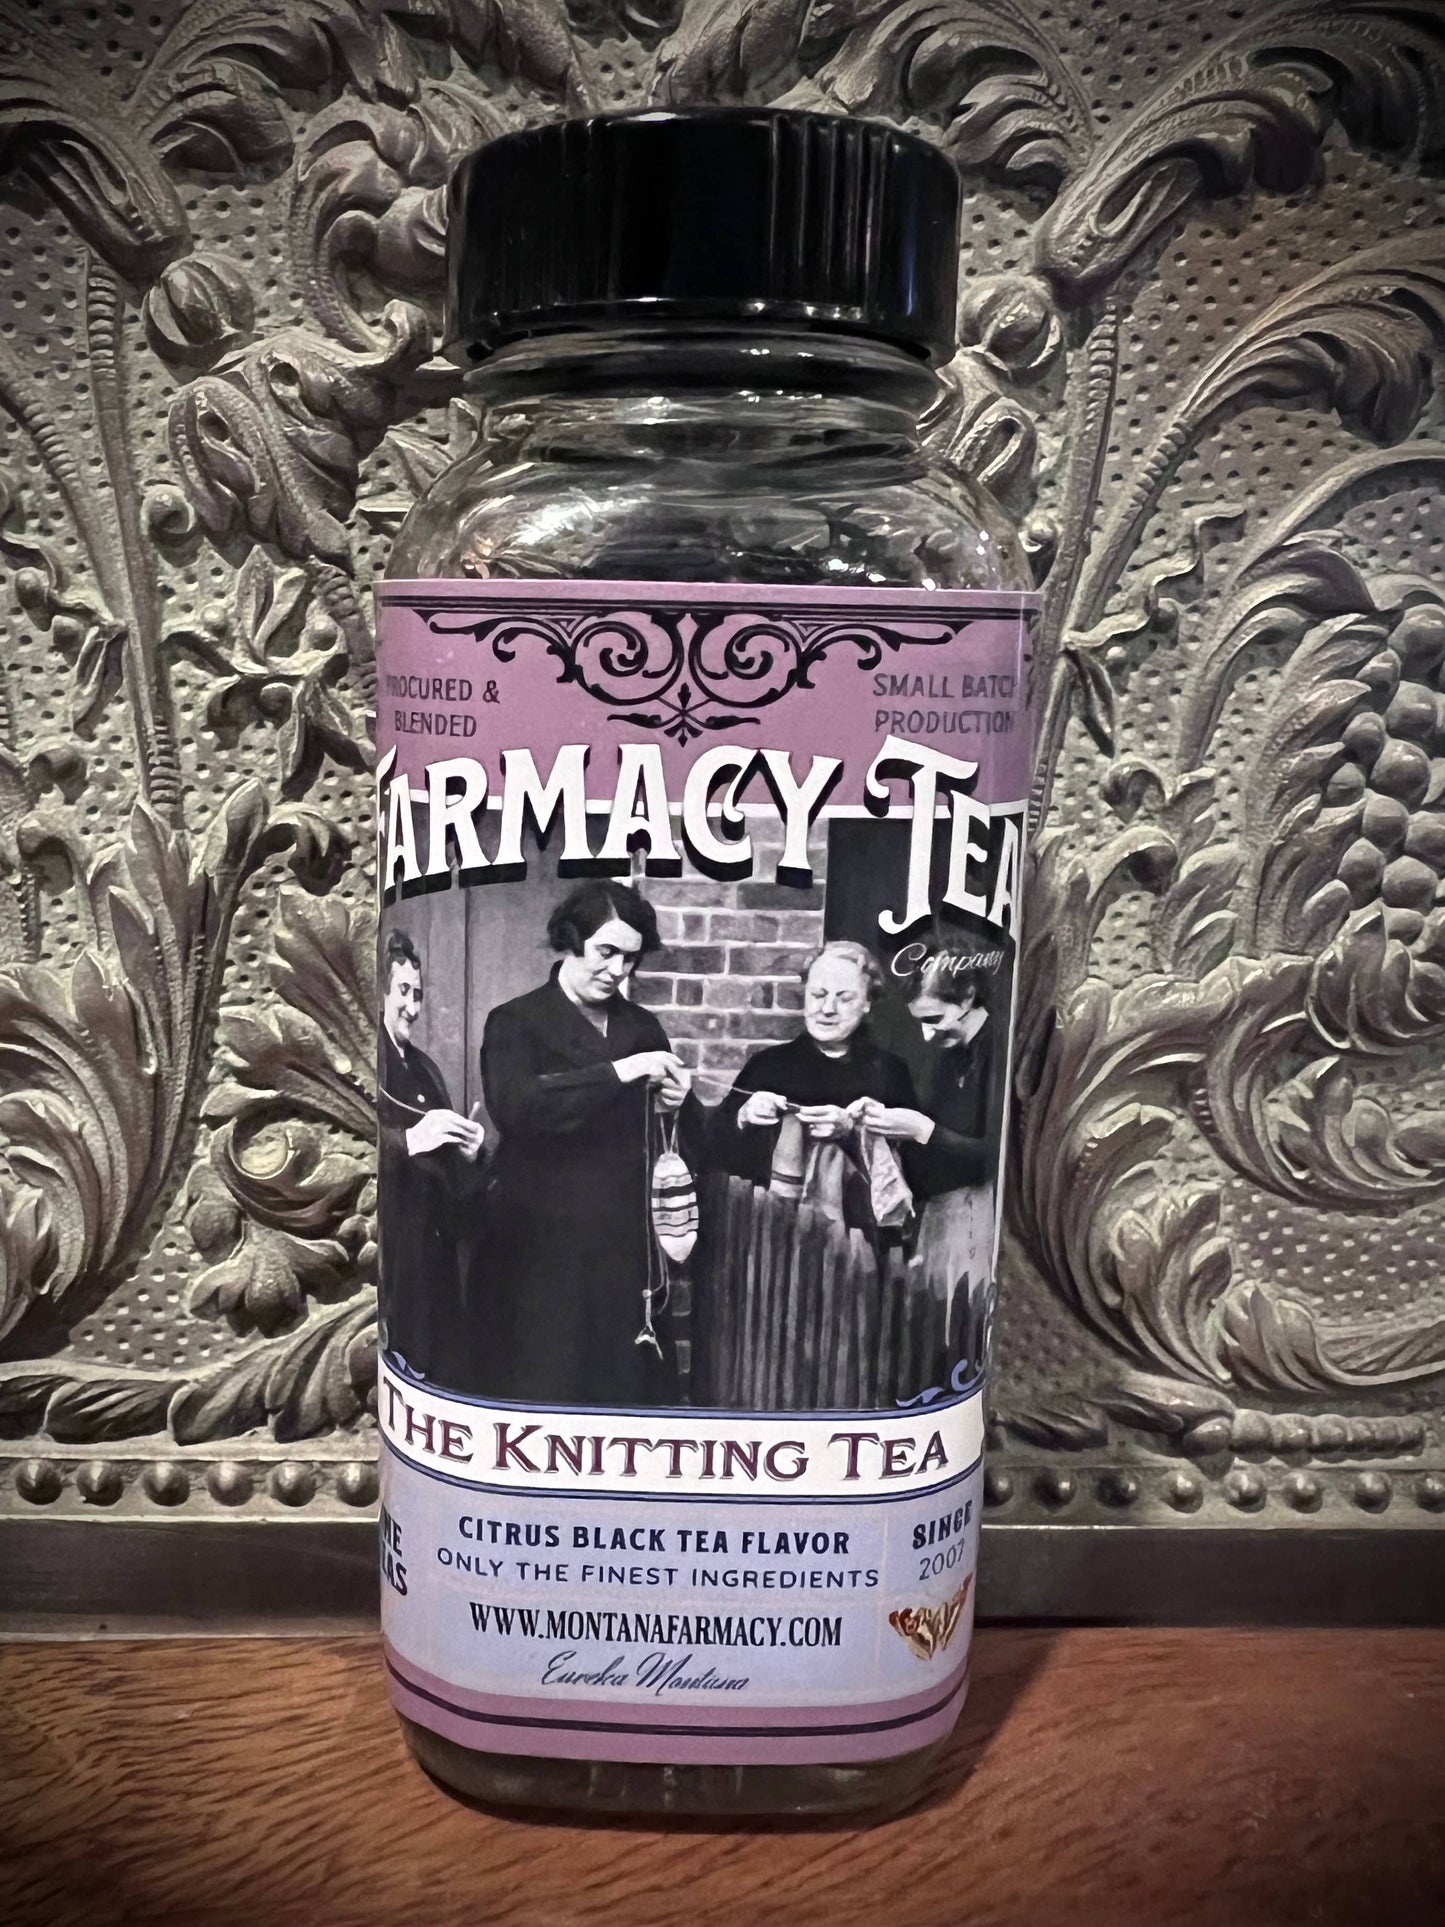 PROCURED &
BLENDED
SMALL BATCH
PRODUCTION
FARMACY TEA
Company
THE KNITTING TEA
CITRUS BLACK TEA FLAVOR
ONLY THE FINEST INGREDIENTS
WWW.MONTANAFARMACY.COM
Eureka Montana
SINCE
2007